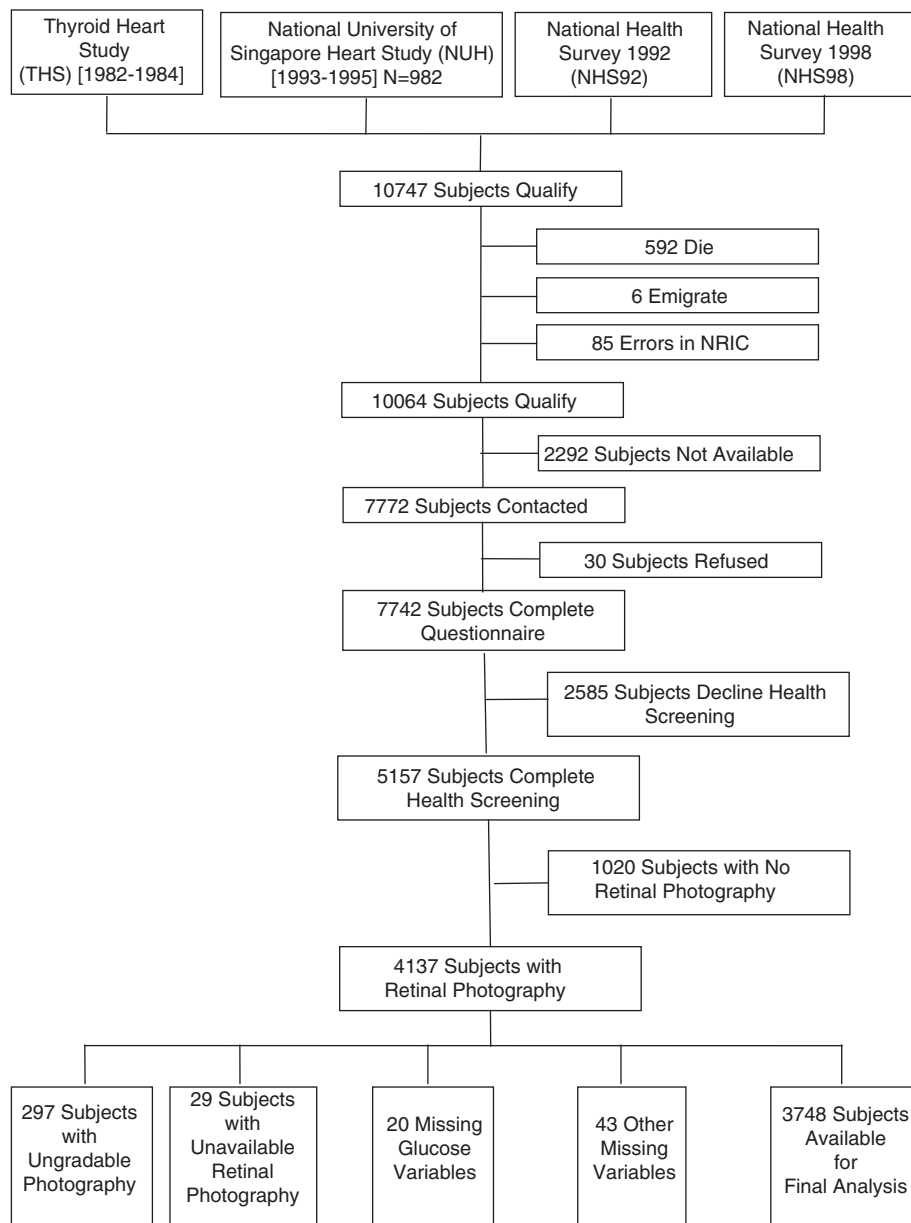 Thyroid Heart
Study
(THS) [1982-1984]
National University of
Singapore Heart Study (NUH)
[1993-1995] N=982
National Health
Survey 1992
(NHS92)
National Health
Survey 1998
(NHS98)
10747 Subjects Qualify
592 Die
6 Emigrate
85 Errors in NRIC
10064 Subjects Qualify
2292 Subjects Not Available
7772 Subjects Contacted
30 Subjects Refused
7742 Subjects Complete
Questionnaire
2585 Subjects Decline Health
Screening
5157 Subjects Complete
Health Screening
1020 Subjects with No
Retinal Photography
4137 Subjects with
Retinal Photography
297 Subjects
with
Ungradable
Photography
29 Subjects
with
Unavailable
Retinal
Photography
20 Missing
Glucose
Variables
43 Other
Missing
Variables
3748 Subjects
Available
for
Final Analysis